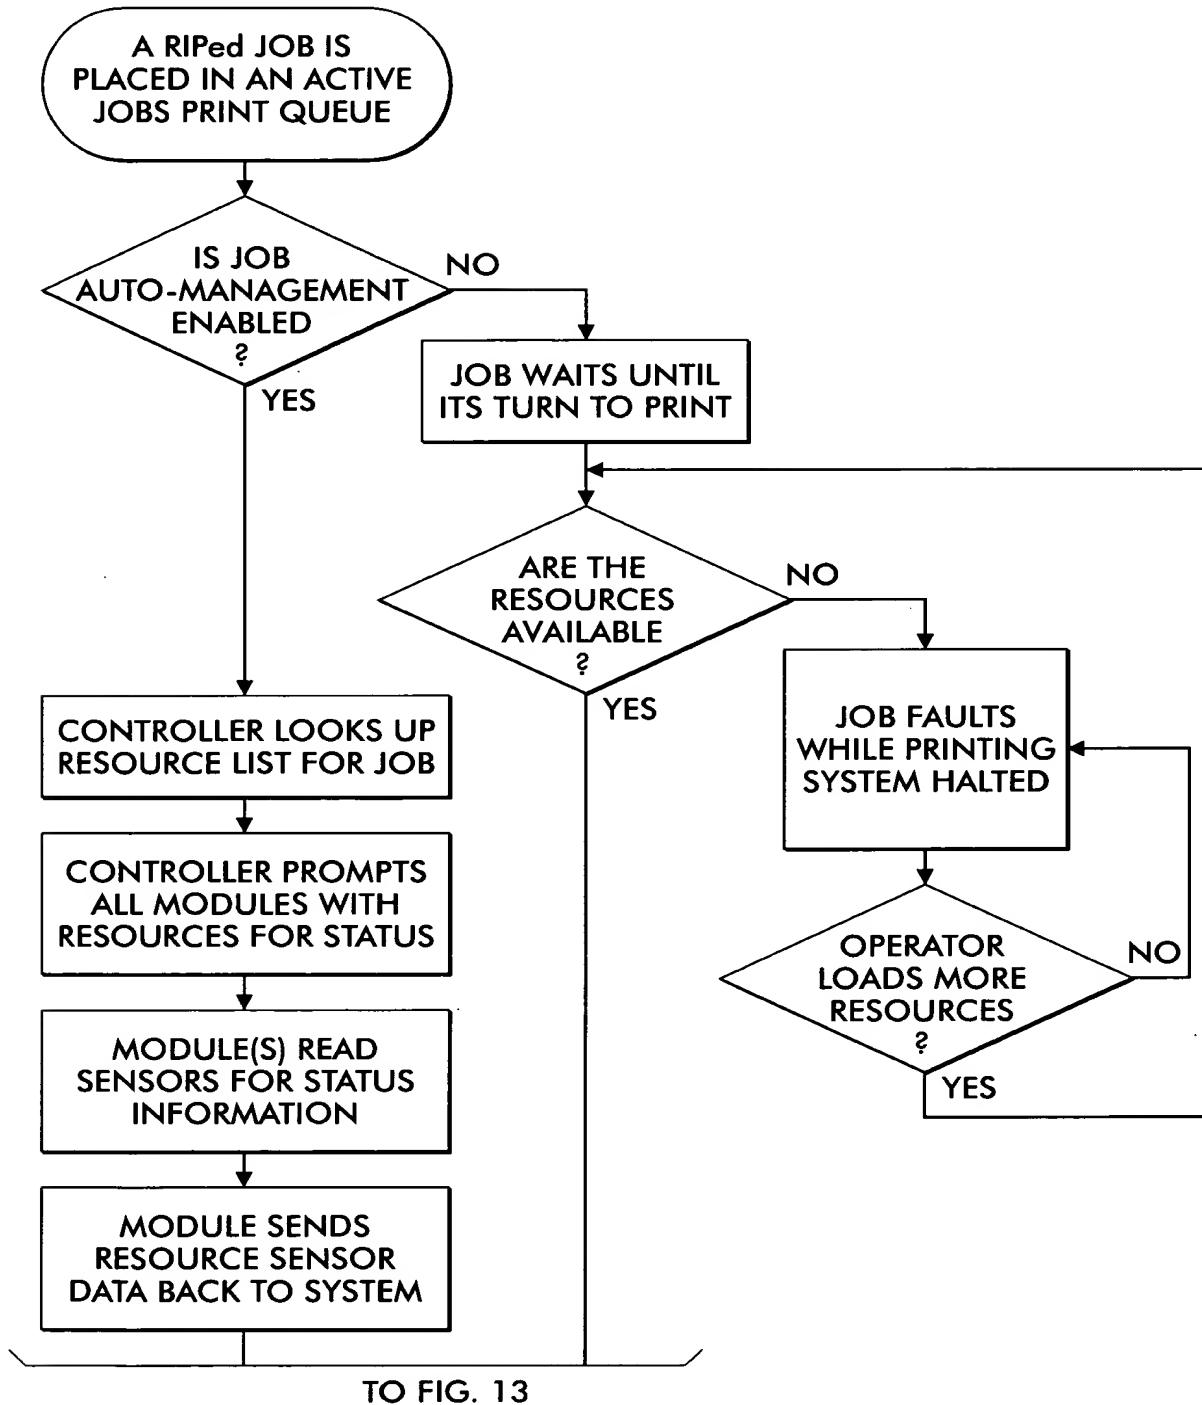 A RIPed JOB IS
PLACED IN AN ACTIVE
JOBS PRINT QUEUE
IS JOB
AUTO-MANAGEMENT
ENABLED
?
NO
YES
JOB WAITS UNTIL
ITS TURN TO PRINT
ARE THE
RESOURCES
AVAILABLE
?
NO
YES
JOB FAULTS
WHILE PRINTING
SYSTEM HALTED
OPERATOR
LOADS MORE
RESOURCES
?
NO
YES
CONTROLLER LOOKS UP
RESOURCE LIST FOR JOB
CONTROLLER PROMPTS
ALL MODULES WITH
RESOURCES FOR STATUS
MODULE(S) READ
SENSORS FOR STATUS
INFORMATION
MODULE SENDS
RESOURCE SENSOR
DATA BACK TO SYSTEM
TO FIG. 13